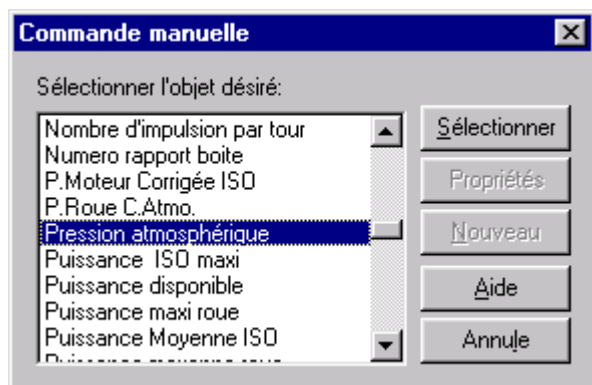 Commande manuelle
Sélectionner l'objet désiré:
Nombre d'impulsion par tour
Numero rapport boite
P.Moteur Corrigée ISO
P.Roue C.Atmo.
Pression atmosphérique
Puissance  ISO maxi
Puissance disponible
Puissance maxi roue
Puissance Moyenne ISO
Sélectionner
Propriétés
Nouveau
Aide
Annule